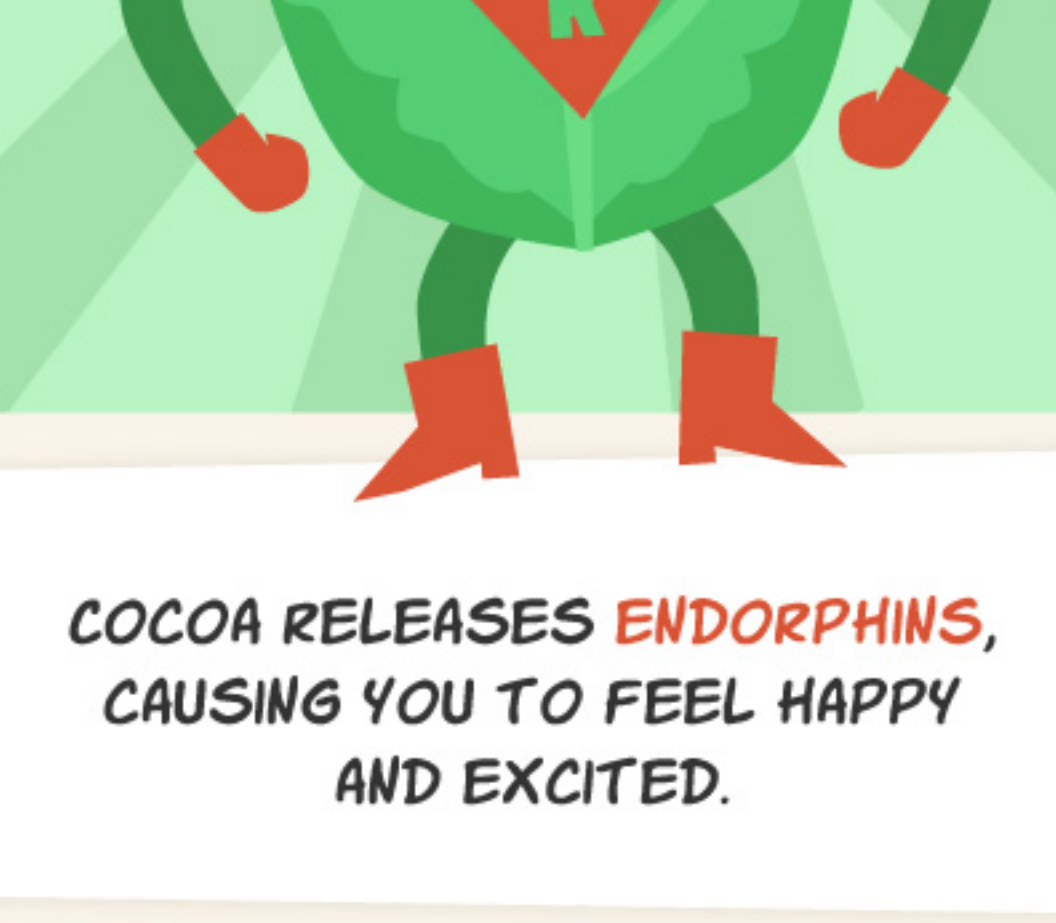 K
COCOA RELEASES ENDORPHINS,
CAUSING YOU TO FEEL HAPPY
AND EXCITED.